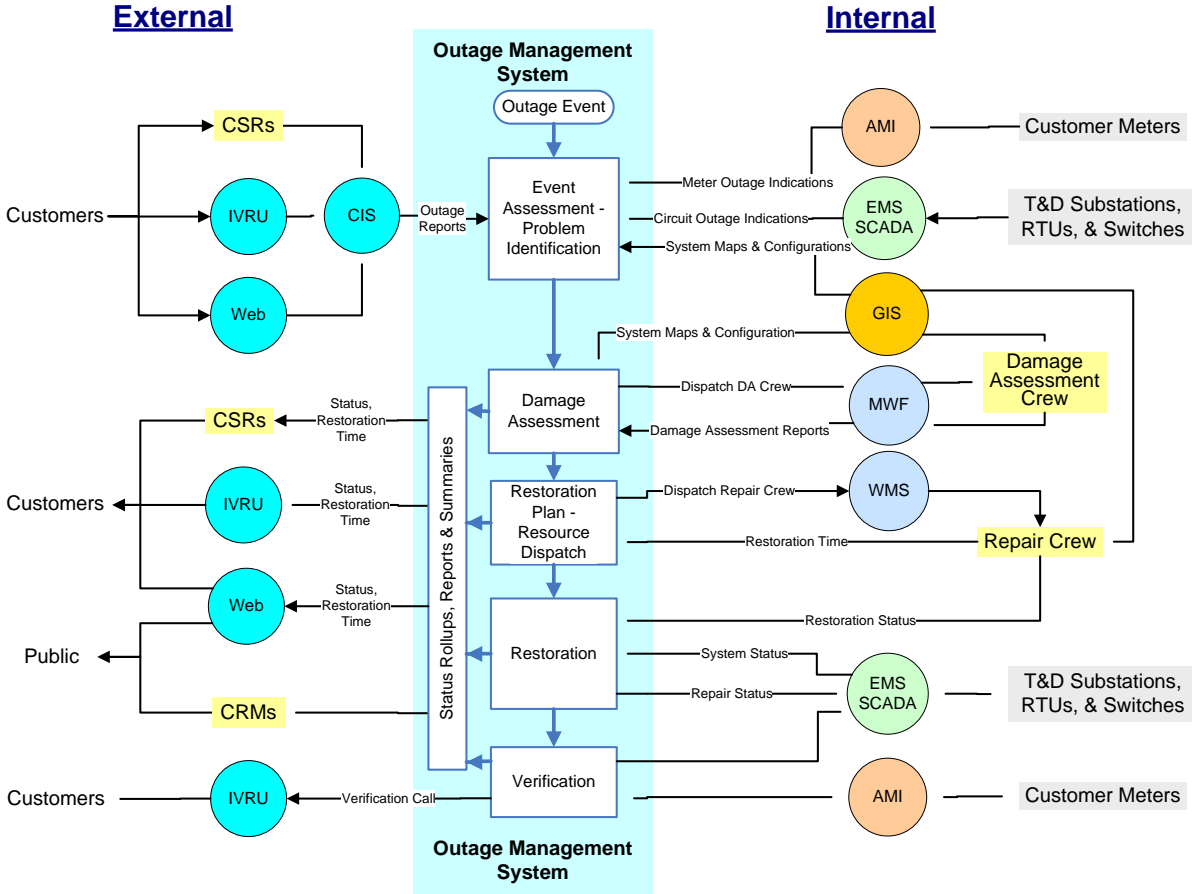 External
Internal
Outage Management
System
Outage Event
CSRs
AMI
Customer Meters
Event
Assessment -
Problem
Identification
Meter Outage Indications
Customers
IVRU
CIS
Outage
Reports
Circuit Outage Indications
EMS
SCADA
T&D Substations,
RTUs, & Switches
System Maps & Configurations
Web
GIS
System Maps & Configuration
Damage
Assessment
Crew
Damage
Assessment
Dispatch DA Crew
MWF
Damage Assessment Reports
CSRs
Status,
Restoration
Time
Status Rollups, Reports & Summaries
Customers
IVRU
Status,
Restoration
Time
Restoration
Plan -
Resource
Dispatch
Dispatch Repair Crew
WMS
Restoration Time
Repair Crew
Web
Status,
Restoration
Time
Restoration Status
Public
Restoration
System Status
Repair Status
EMS
SCADA
T&D Substations,
RTUs, & Switches
CRMs
Verification
Customers
IVRU
Verification Call
AMI
Customer Meters
Outage Management
System